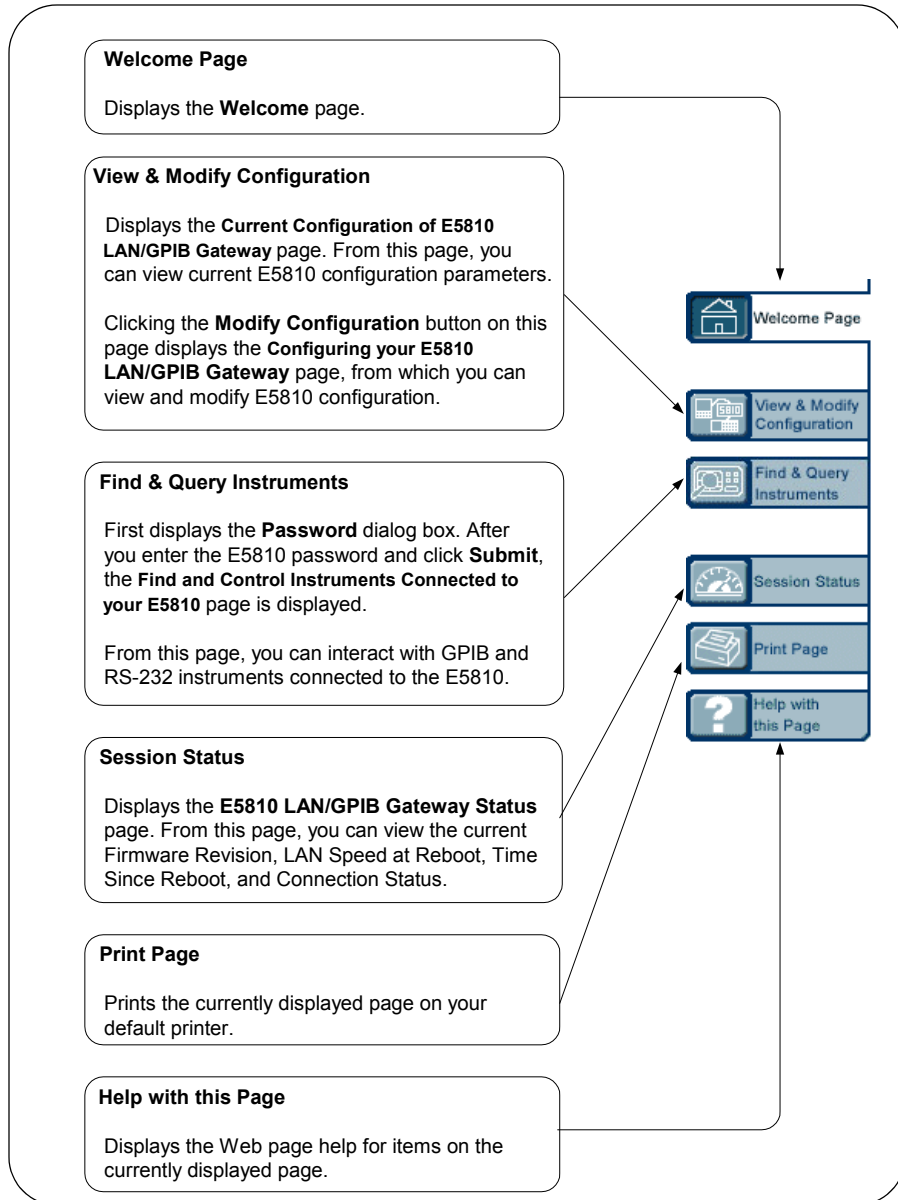 Welcome Page
Displays the Welcome page.
View & Modify Configuration
Displays the Current Configuration of E5810
LAN/GPIB Gateway page. From this page, you
can view current E5810 configuration parameters.
Clicking the Modify Configuration button on this
page displays the Configuring your E5810
LAN/GPIB Gateway page, from which you can
view and modify E5810 configuration.
Find & Query Instruments
First displays the Password dialog box. After
you enter the E5810 password and click Submit,
the Find and Control Instruments Connected to
your E5810 page is displayed.
From this page, you can interact with GPIB and
RS-232 instruments connected to the E5810.
Session Status
Displays the E5810 LAN/GPIB Gateway Status
page. From this page, you can view the current
Firmware Revision, LAN Speed at Reboot, Time
Since Reboot, and Connection Status.
Print Page
Prints the currently displayed page on your
default printer.
Help with this Page
Displays the Web page help for items on the
currently displayed page.
Welcome Page
5810
View & Modify
Configuration
Find & Query
Instruments
Session Status
Print Page
?
Help with
this Page